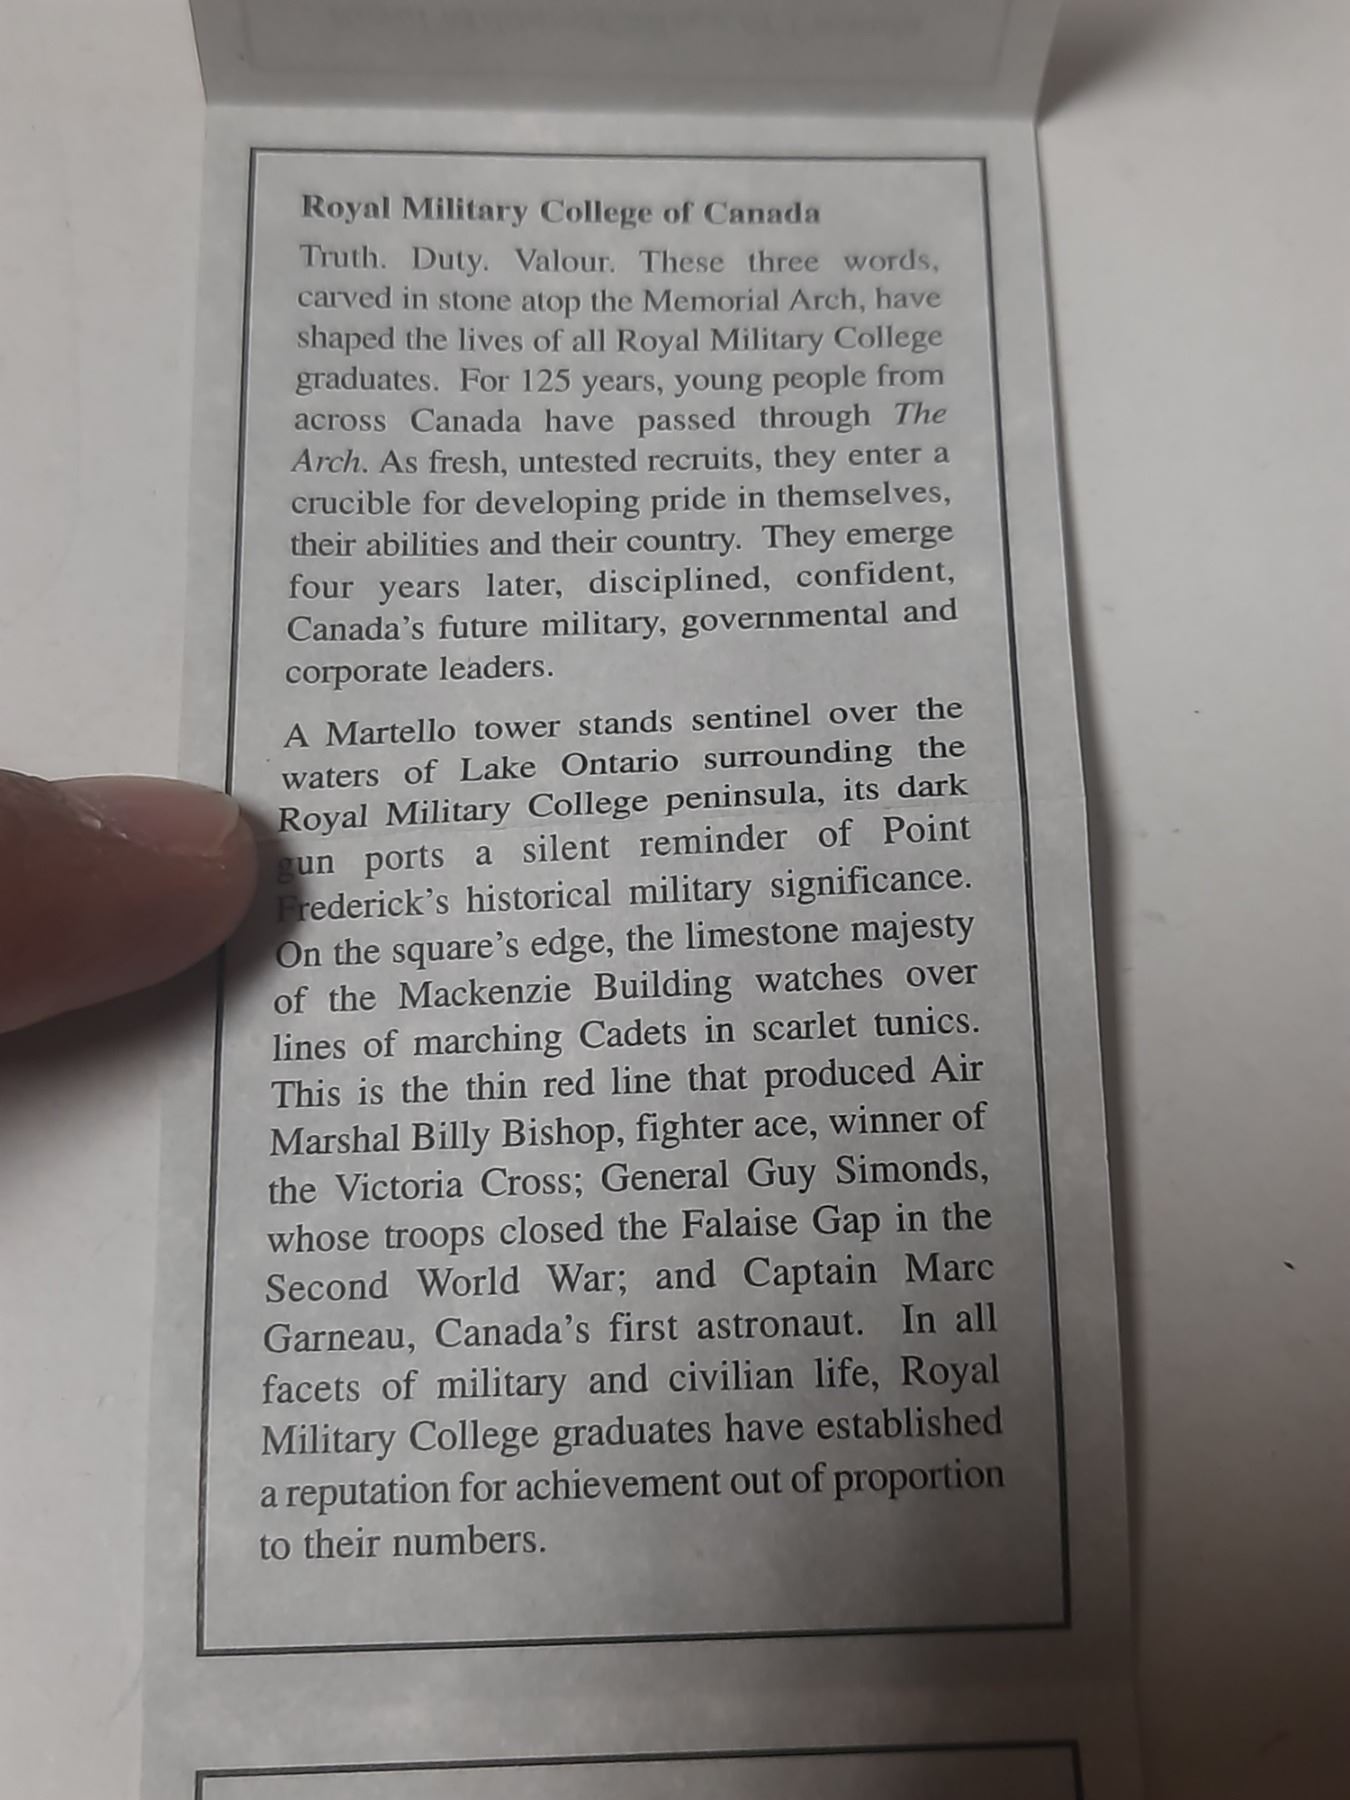 Royal Military College of Canada
Truth. Duty. Valour. These three words,
carved in stone atop the Memorial Arch, have
shaped the lives of all Royal Military College
graduates. For 125 years, young people from
across Canada have passed through The
Arch. As fresh, untested recruits, they enter a
crucible for developing pride in themselves,
their abilities and their country. They emerge
four years later, disciplined, confident,
Canada's future military, governmental and
corporate leaders.
A Martello tower stands sentinel over the
waters of Lake Ontario surrounding the
Royal Military College peninsula, its dark
gun ports a silent reminder of Point
Frederick's historical military significance.
On the square's edge, the limestone majesty
of the Mackenzie Building watches over
lines of marching Cadets in scarlet tunics.
This is the thin red line that produced Air
Marshal Billy Bishop, fighter ace, winner of
the Victoria Cross; General Guy Simonds,
whose troops closed the Falaise Gap in the
Second World War; and Captain Marc
Garneau, Canada's first astronaut. In all
facets of military and civilian life, Royal
Military College graduates have established
a reputation for achievement out of proportion
to their numbers.